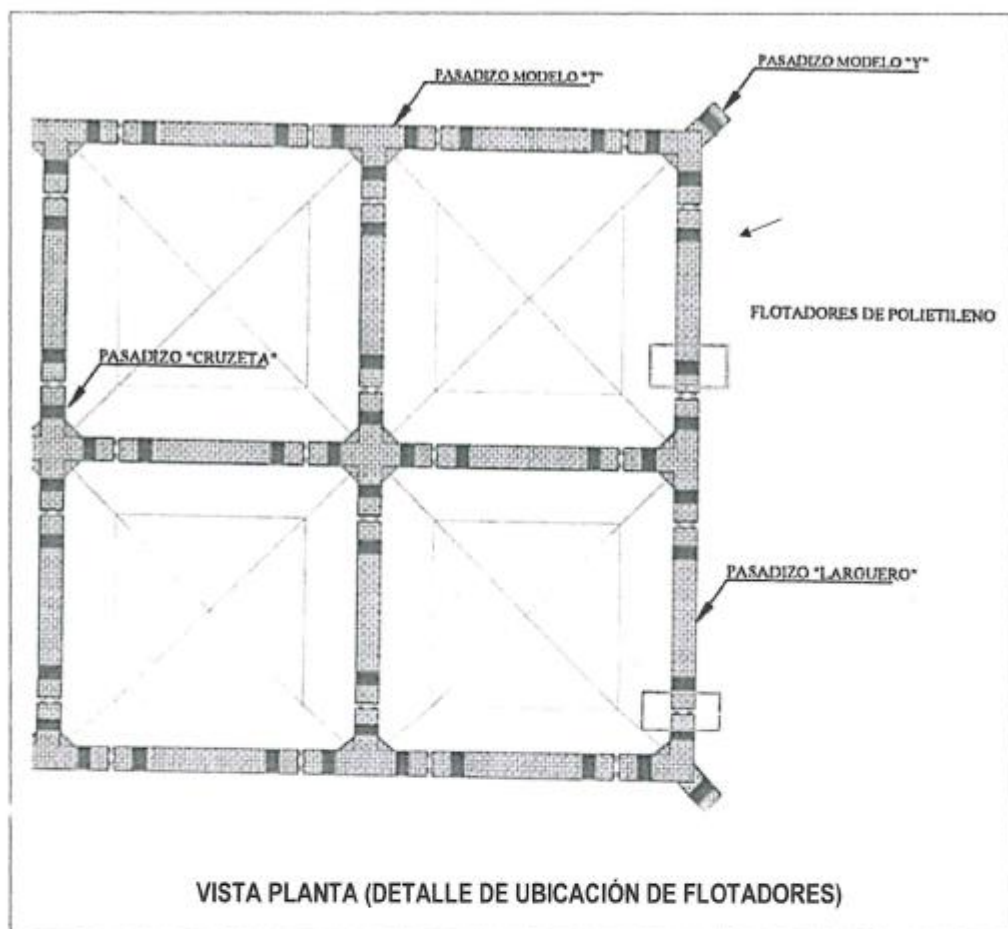 PASADIZO MODELO "T"
PASADIZO MODELO "Y"
FLOTADORES DE POLIETILENO
PASADIZO "CRUZETA"
PASADIZO "LARGUERO"
VISTA PLANTA (DETALLE DE UBICACIÓN DE FLOTADORES)